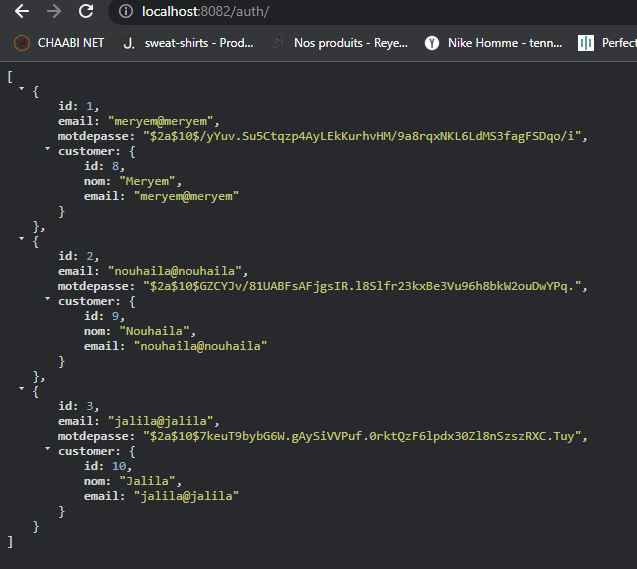 localhost:8082/auth/
CHAABI NET J. sweat-shirts - Prod... Nos produits - Reye... Y Nike Homme - tenn... Perfect
[
{
id: 1,
email: "meryem@meryem",
motdepasse: "$2a$10$/yYuv.Su5Ctqzp4AyLEkKurhvHM/9a8rqxNKL6LdMS3fagFSDqo/i",
customer: {
id: 8,
nom: "Meryem",
email: "meryem@meryem"
}
},
{
id: 2,
email: "nouhaila@nouhaila",
motdepasse: "$2a$10$GZCYJv/81UABFsAFjgsIR.l8Slfr23kxBe3Vu96h8bkW2ouDwYPq.",
customer: {
id: 9,
nom: "Nouhaila",
email: "nouhaila@nouhaila"
}
},
{
id: 3,
email: "jalila@jalila",
motdepasse: "$2a$10$7keuT9bybG6W.gAySiVVPuf.0rktQzF6lpdx30Zl8nSzszRXC.Tuy",
customer: {
id: 10,
nom: "Jalila",
email: "jalila@jalila"
}
}
]